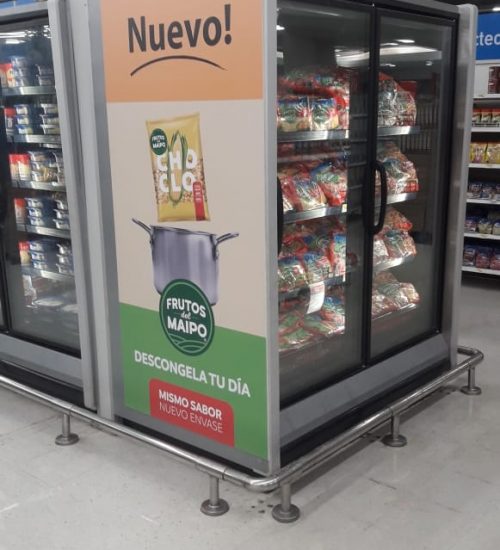 Nuevo!
FRUTOS
del
MAIPO
CHO
CLO
FRUTOS
del
MAIPO
DESCONGELA TU DÍA
MISMO SABOR
NUEVO ENVASE